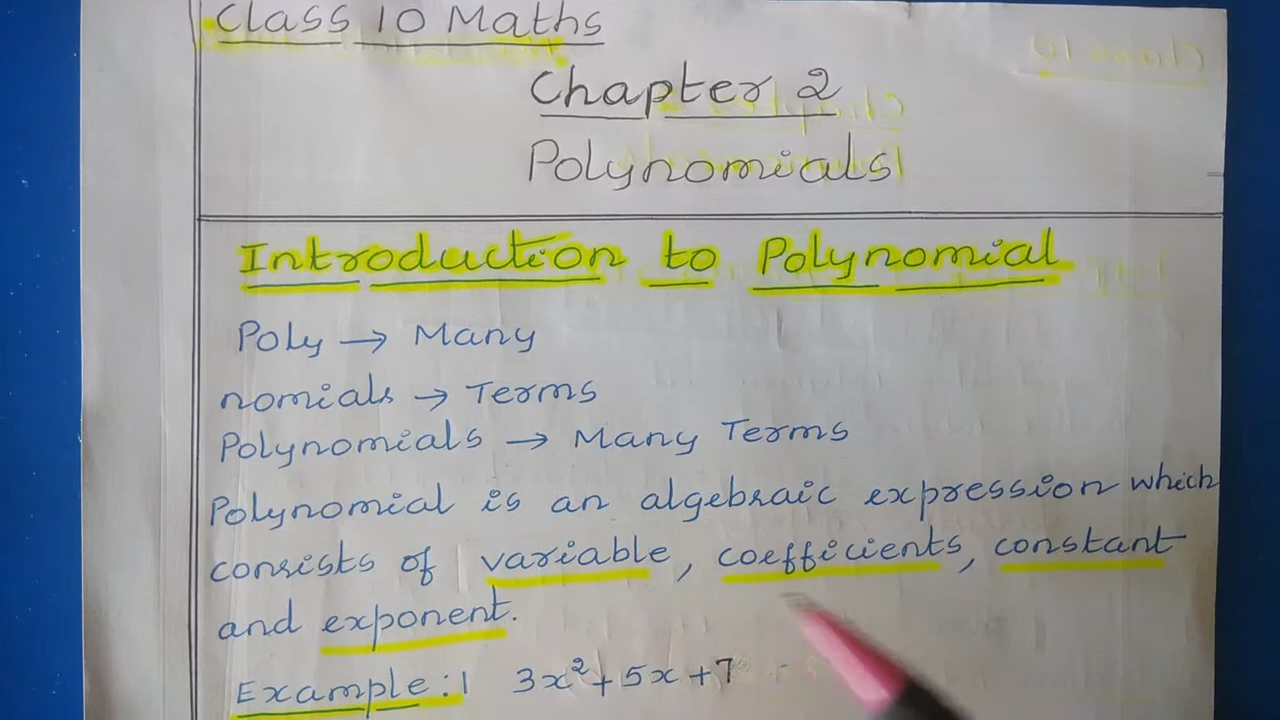 Class 10 Maths
Chapter 2
Polynomials
Introduction to Polynomial
Poly → Many
nomials → Terms
Polynomials → Many Terms
Polynomial is an algebraic expression which
consists of variable, coefficients, constant
and exponent.
Example:1 3x²+5x+7